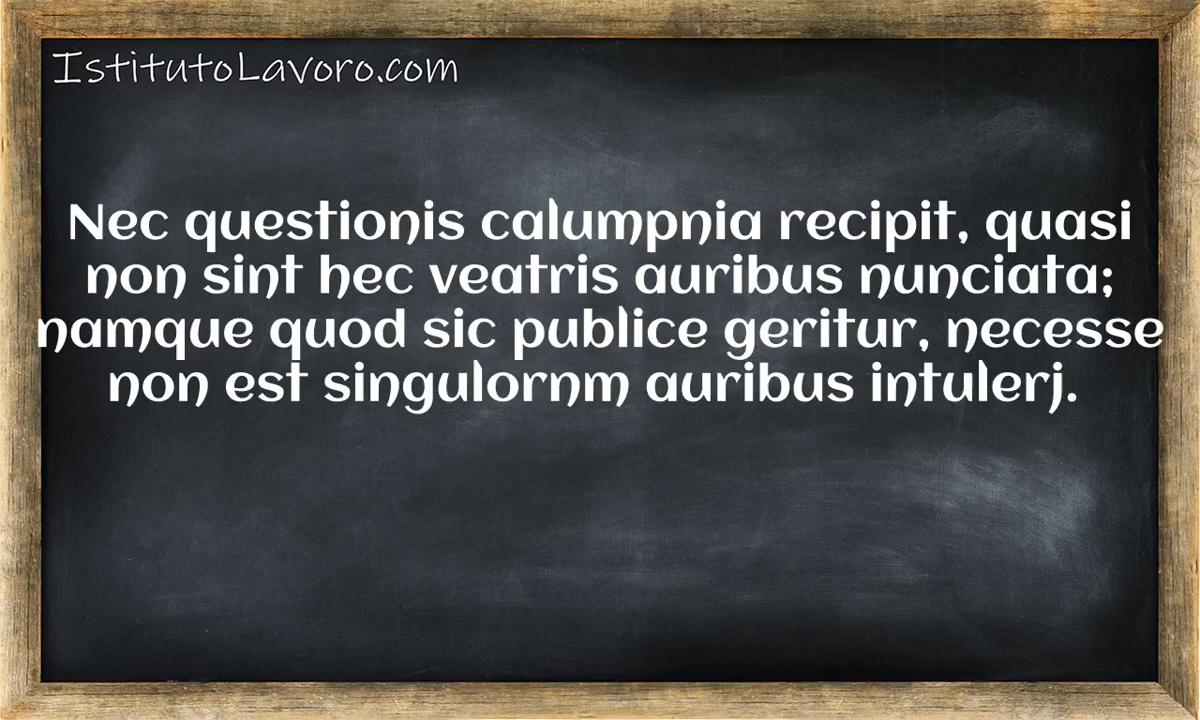 IstitutoLavoro.com
Nec questionis calumpnia recipit, quasi
non sint hec veatris auribus nunciata;
namque quod sic publice geritur, necesse
non est singulornm auribus intulerj.